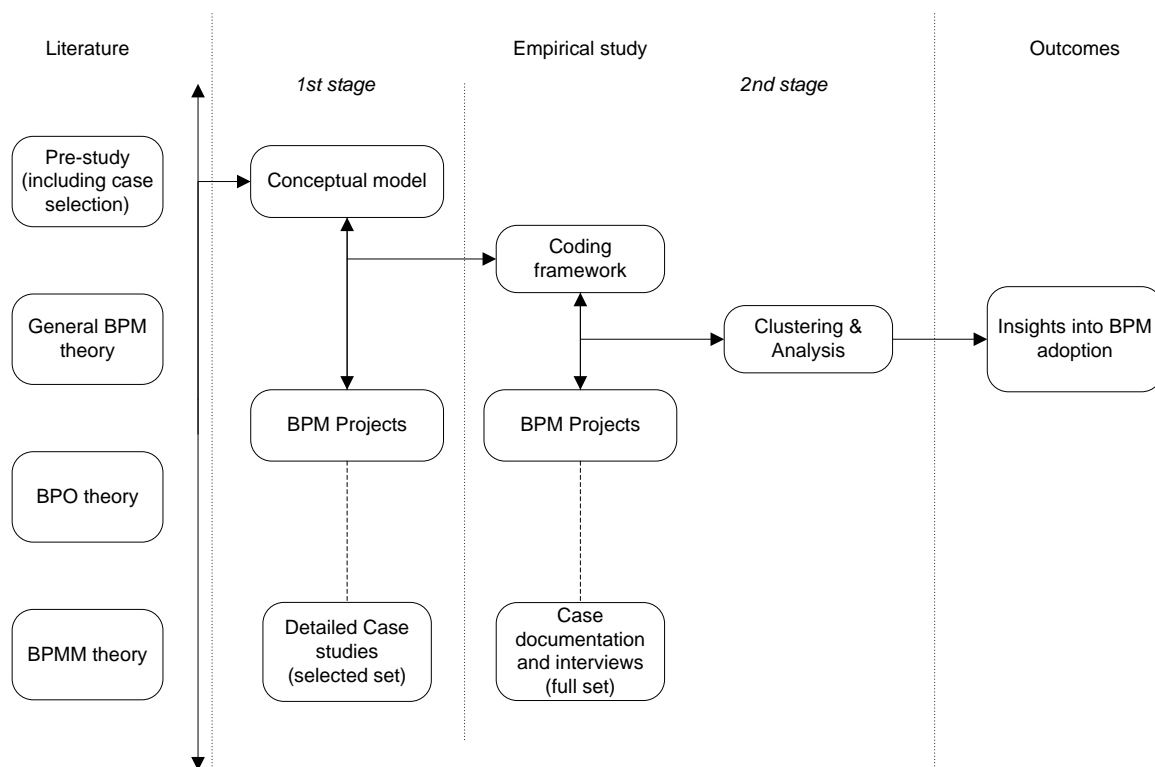 Literature
Empirical study
Outcomes
1st stage
2nd stage
Pre-study
(including case
selection)
Conceptual model
Coding
framework
General BPM
theory
Clustering &
Analysis
Insights into BPM
adoption
BPM Projects
BPM Projects
BPO theory
BPMM theory
Detailed Case
studies
(selected set)
Case
documentation
and interviews
(full set)